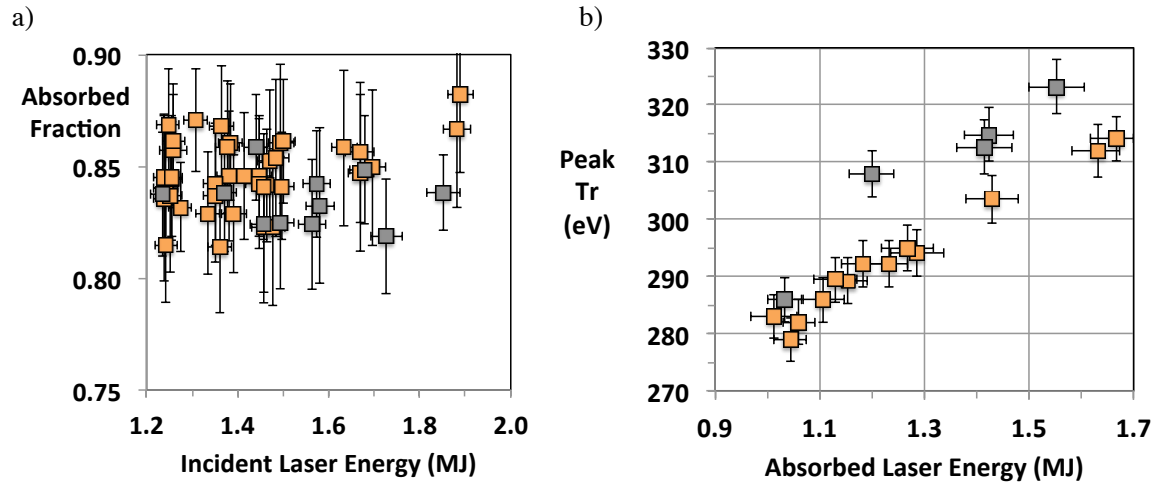 a)
0.90
Absorbed
Fraction
0.85
0.80
0.75
1.2 1.4 1.6 1.8 2.0
Incident Laser Energy (MJ)
b)
330
320
Peak
310
Tr
300
(eV)
290
280
270
0.9 1.1 1.3 1.5 1.7
Absorbed Laser Energy (MJ)